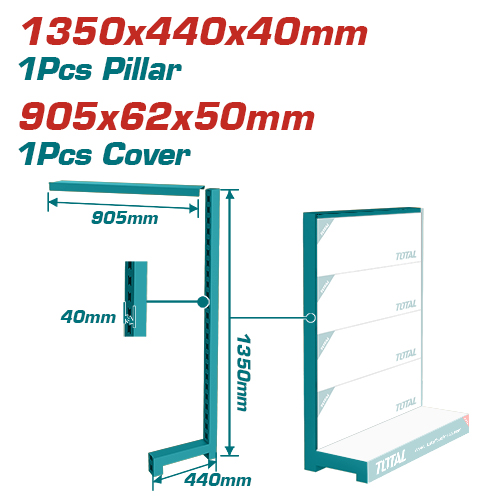 1350x440x40mm
1Pcs Pillar
905x62x50mm
1Pcs Cover
905mm
40mm
1350mm
440mm
TOTAL
TOTAL
TOTAL
TOTAL
TOTAL